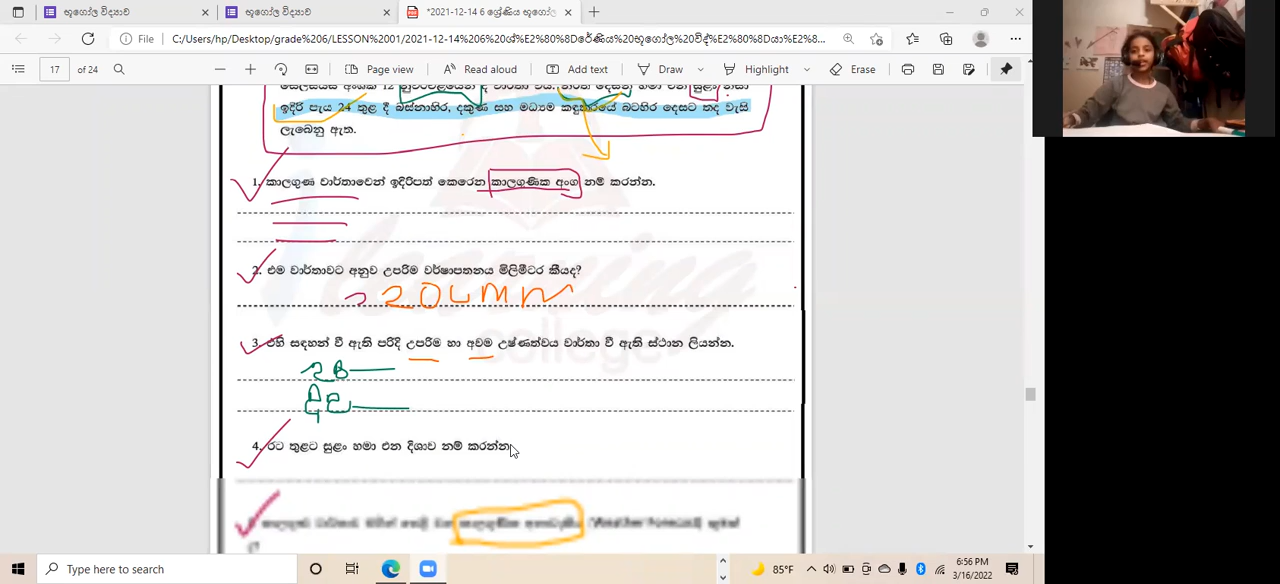 භූගෝල විද්‍යාව
භූගෝල විද්‍යාව
*2021-12-14 6 ශ්‍රේණිය භූගෝල
File C:/Users/hp/Desktop/grade%206/LESSON%2001/2021-12-14%206%20ශ්%E2%80%8Dරේණිය%20භූගෝල%20විද්%E2%80%8Dයා%E2%80%...
17 of 24 Page view Read aloud Add text Draw Highlight Erase
ඉදිරි පැය 24 තුළ දී බස්නාහිර, දකුණ සහ මධ්‍යම කඳුකරයේ බටහිර දෙසට තද වැසි
ලැබෙනු ඇත.
1. කාලගුණ වාර්තාවෙන් ඉදිරිපත් කෙරෙන කාලගුණික අංග නම් කරන්න.
2. එම වාර්තාවට අනුව උපරිම වර්ෂාපතනය මිලිමීටර කීයද?
3. එහි සඳහන් වී ඇති පරිදි උපරිම හා අවම උෂ්ණත්වය වාර්තා වී ඇති ස්ථාන ලියන්න.
4. රට තුළට සුළං හමා එන දිශාව නම් කරන්න.
learning
college
Type here to search
85°F
6:56 PM
3/16/2022